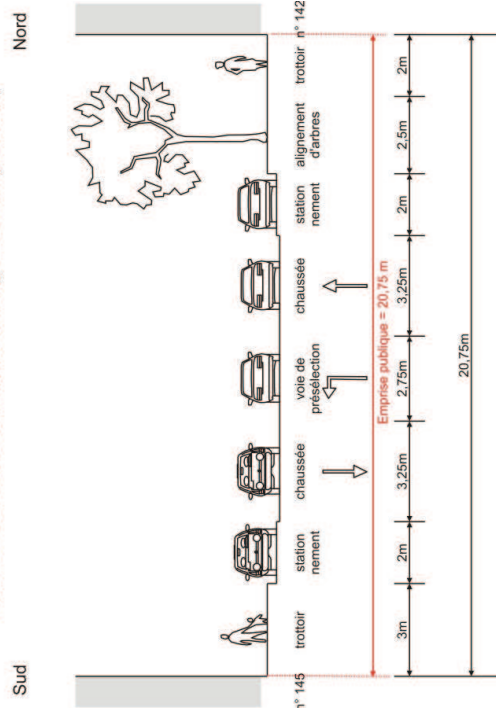 Sud
Nord
n° 145
trottoir
station
nement
chaussée
voie de
présélection
chaussée
station
nement
alignement
d'arbres
trottoir
n° 142
Emprise publique = 20,75 m
3m
2m
3,25m
2,75m
3,25m
2m
2,5m
2m
20,75m